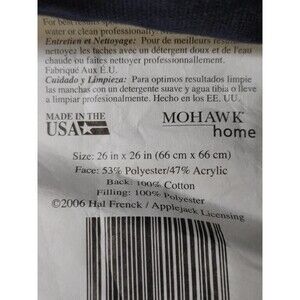 For best results
water or clean professionally.
Entretien et Nettoyage: Pour de meilleurs
nettoyez les taches avec un détergent doux et de l'eau
chaude ou faites nettoyer professionnellement.
Fabriqué Aux E.U.
Cuidado y Limpieza: Para optimos resultados limpie
las manchas con un detergente suave y agua tibia o lleve
a limpiar profesionalmente. Hecho en los EE. UU.
MADE IN THE
USA
MOHAWK
home
Size: 26 in x 26 in (66 cm x 66 cm)
Face: 53% Polyester/47% Acrylic
Back: 100% Cotton
Filling: 100% Polyester
©2006 Hal Frenck / Applejack Licensing